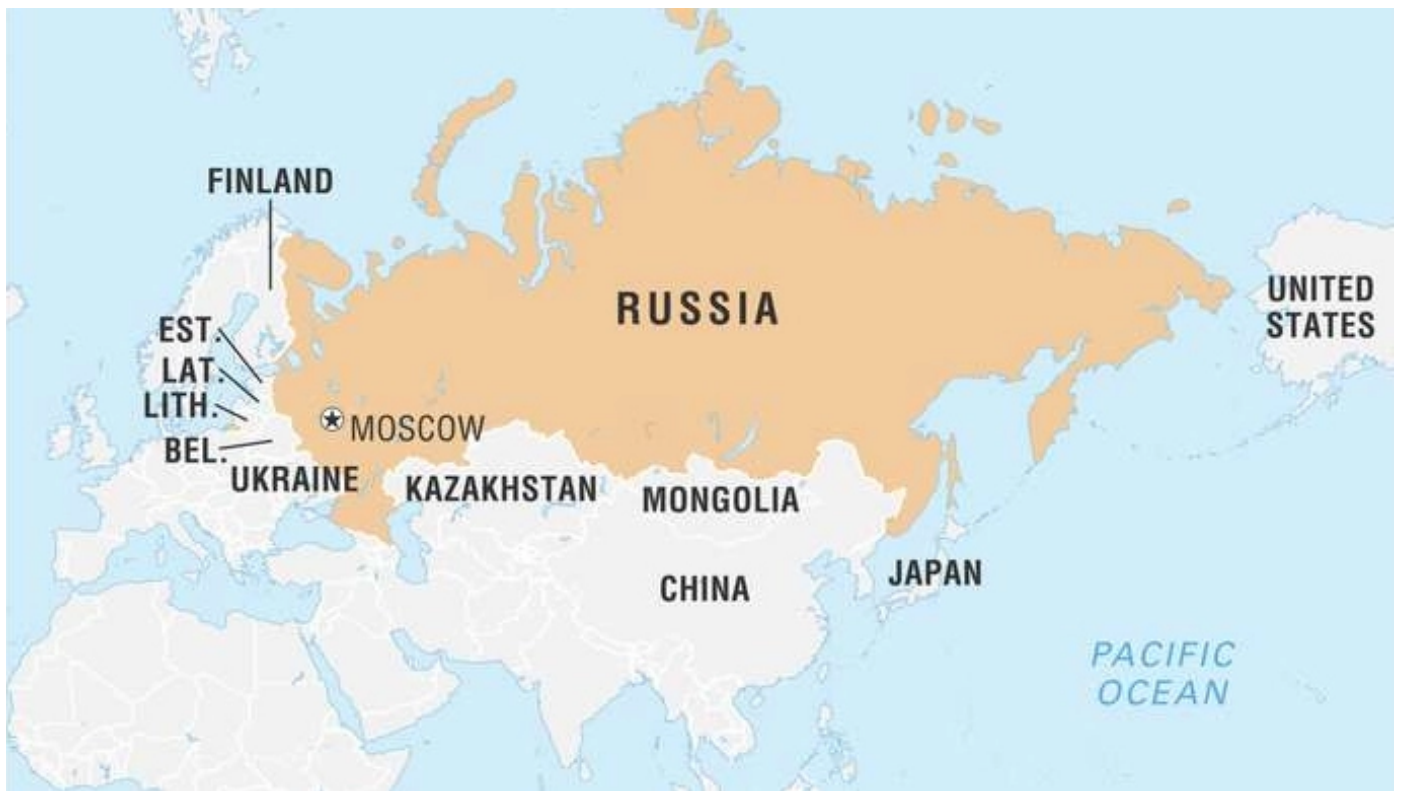 FINLAND
RUSSIA
UNITED
STATES
EST.
LAT.
LITH.
MOSCOW
BEL.
UKRAINE
KAZAKHSTAN
MONGOLIA
CHINA
JAPAN
PACIFIC
OCEAN